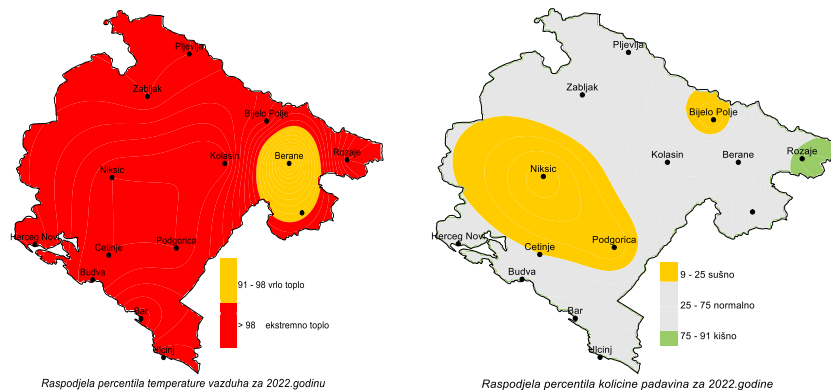 Pljevlja
Zabljak
Bijelo Polje
Kolasin
Berane
Rozaje
Niksic
Herceg Novi
Cetinje
Podgorica
Budva
Bar
Ulcinj
91 - 98 vrlo toplo
> 98 ekstremno toplo
Raspodjela percentila temperature vazduha za 2022.godinu
Pljevlja
Zabljak
Bijelo Polje
Rozaje
Kolasin
Berane
Niksic
Herceg Novi
Cetinje
Podgorica
Budva
Bar
Ulcinj
9 - 25 sušno
25 - 75 normalno
75 - 91 kišno
Raspodjela percentila kolicine padavina za 2022.godinu